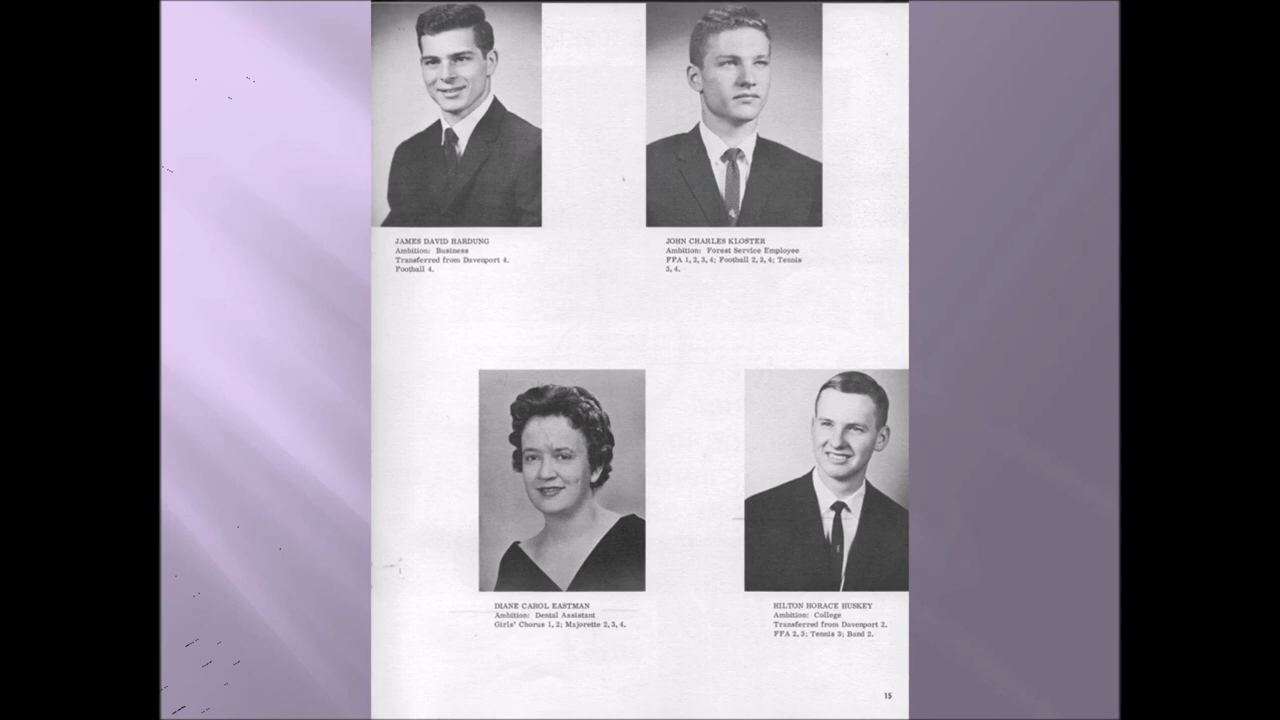 JAMES DAVID HARDUNG
Ambition: Business
Transferred from Davenport 4.
Football 4.
JOHN CHARLES KLOSTER
Ambition: Forest Service Employee
FFA 1, 2, 3, 4; Football 2, 3, 4; Tennis
3, 4.
DIANE CAROL EASTMAN
Ambition: Dental Assistant
Girls' Chorus 1, 2; Majorette 2, 3, 4.
HILTON HORACE HUSKEY
Ambition: College
Transferred from Davenport 2.
FFA 2, 3; Tennis 3; Band 2.
15